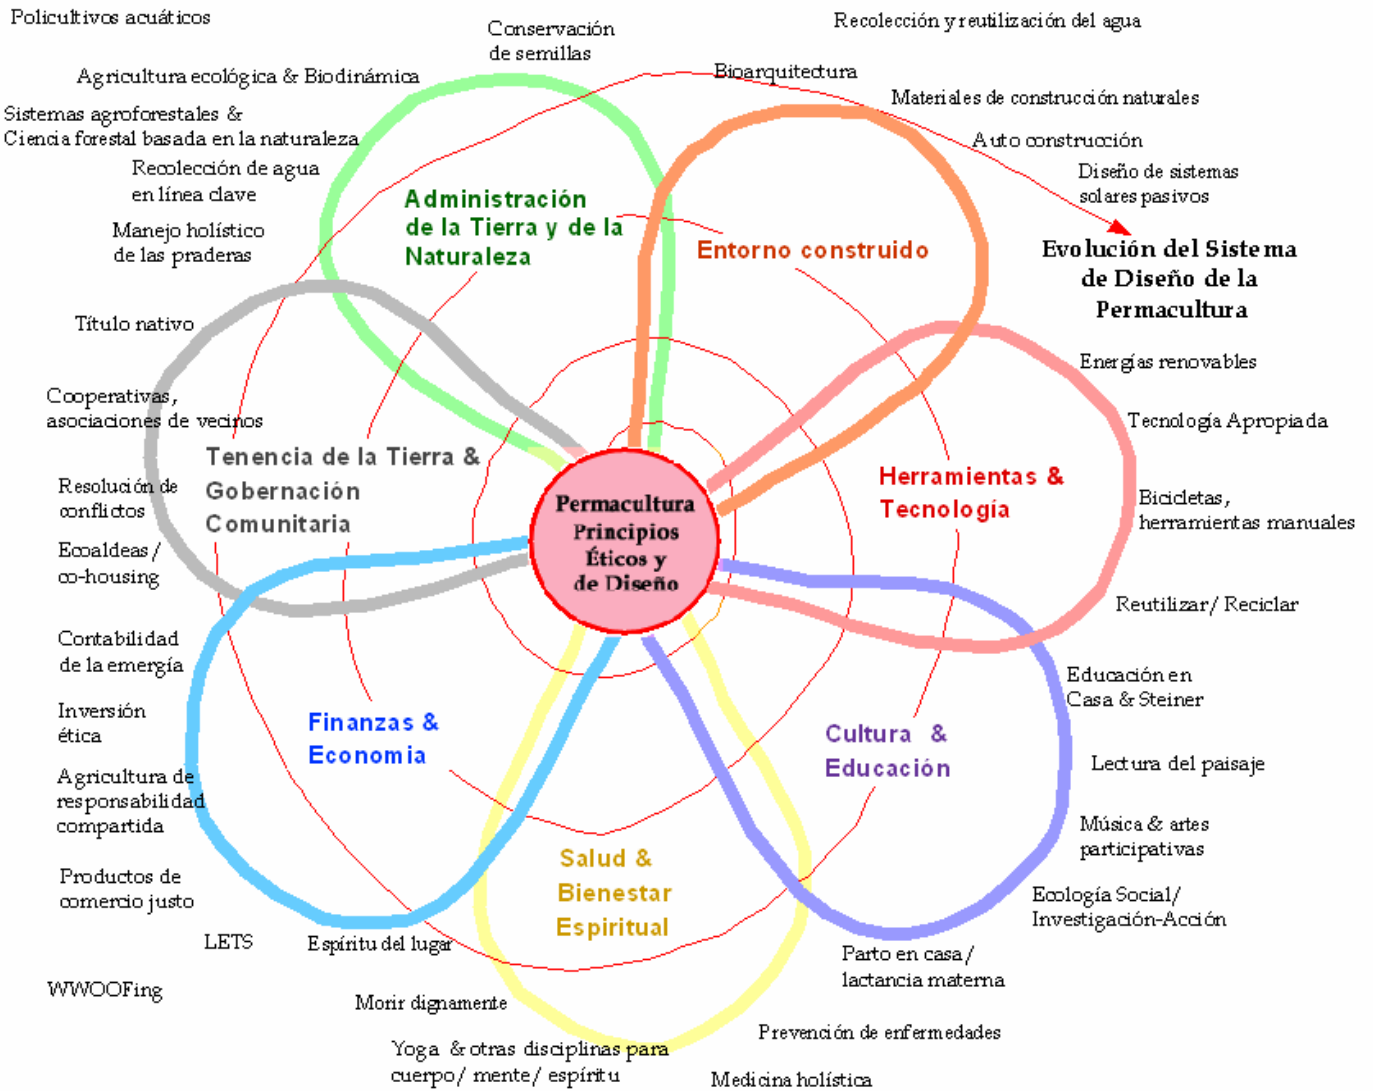 Policultivos acuáticos
Conservación
de semillas
Recolección y reutilización del agua
Agricultura ecológica & Biodinámica
Bioarquitectura
Materiales de construcción naturales
Sistemas agroforestales &
Ciencia forestal basada en la naturaleza
Auto construcción
Recolección de agua
en línea clave
Diseño de sistemas
solares pasivos
Manejo holístico
de las praderas
Administración
de la Tierra y de la
Naturaleza
Entorno construido
Evolución del Sistema
de Diseño de la
Permacultura
Título nativo
Energías renovables
Cooperativas,
asociaciones de vecinos
Tecnología Apropiada
Tenencia de la Tierra &
Gobernación
Comunitaria
Herramientas &
Tecnología
Resolución de
conflictos
Bicicletas,
herramientas manuales
Permacultura
Principios
Éticos y
de Diseño
Ecoaldeas/
co-housing
Reutilizar/ Reciclar
Contabilidad
de la emergía
Educación en
Casa & Steiner
Inversión
ética
Finanzas &
Economia
Cultura &
Educación
Lectura del paisaje
Agricultura de
responsabilidad
compartida
Música & artes
participativas
Salud &
Bienestar
Espiritual
Productos de
comercio justo
Ecología Social/
Investigación-Acción
LETS
Espíritu del lugar
Parto en casa/
lactancia materna
WWOOFing
Morir dignamente
Prevención de enfermedades
Yoga & otras disciplinas para
cuerpo/ mente/ espíritu
Medicina holística